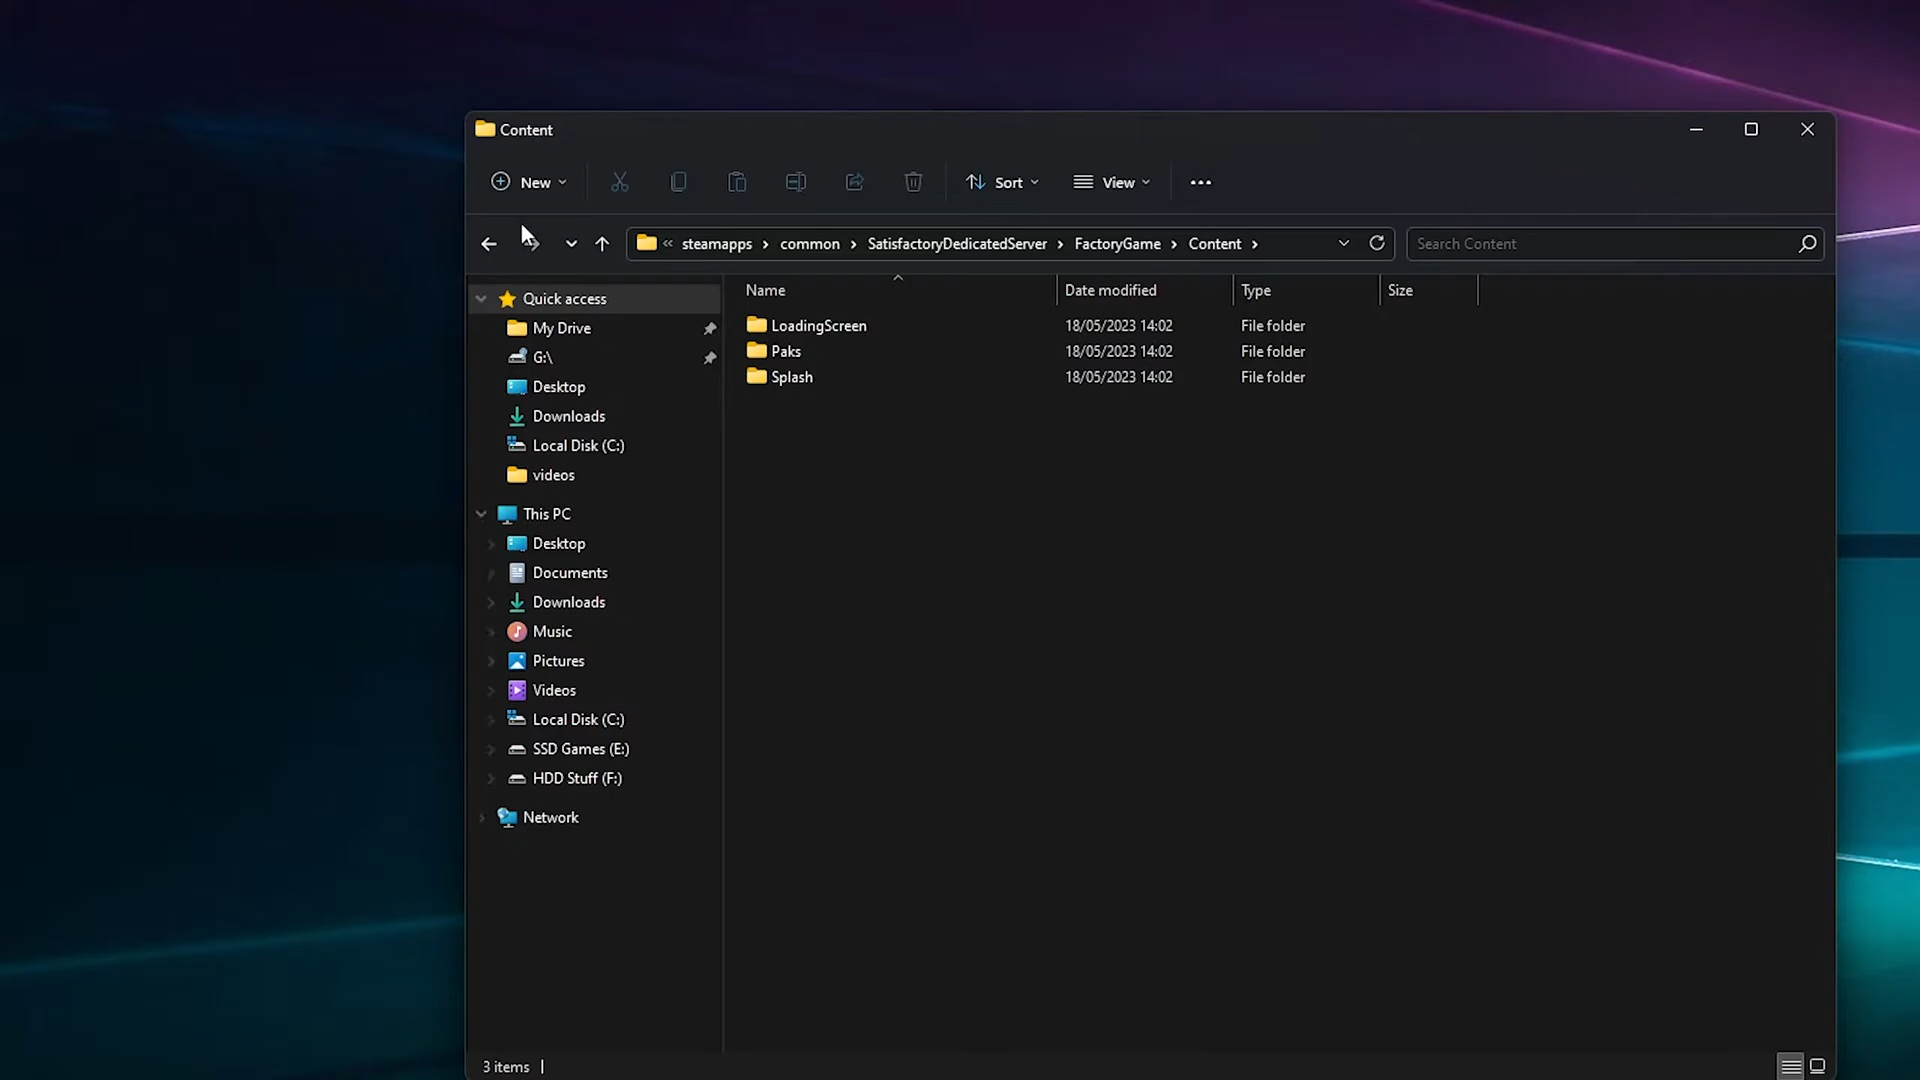 Content
New
Sort
View
steamapps
common
SatisfactoryDedicatedServer
FactoryGame
Content
Search Content
Name
Date modified
Type
Size
Quick access
My Drive
G:\
Desktop
Downloads
Local Disk (C:)
videos
This PC
Desktop
Documents
Downloads
Music
Pictures
Videos
Local Disk (C:)
SSD Games (E:)
HDD Stuff (F:)
Network
LoadingScreen 18/05/2023 14:02 File folder
Paks 18/05/2023 14:02 File folder
Splash 18/05/2023 14:02 File folder
3 items